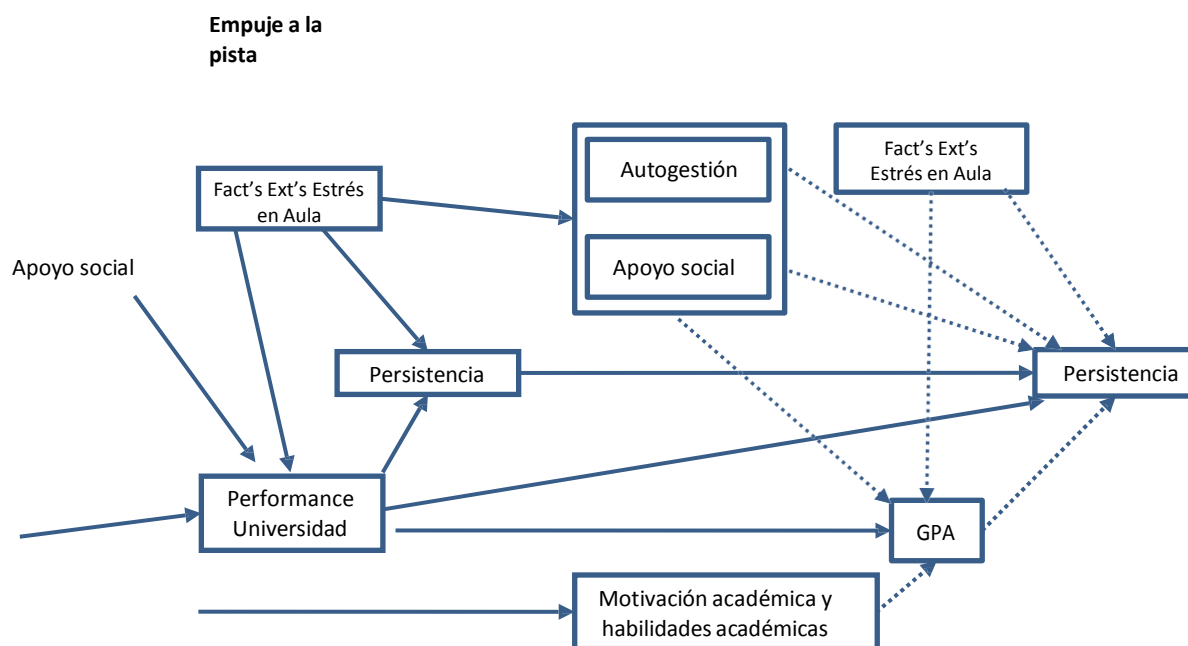 Empuje a la
pista
Fact's Ext's Estrés
en Aula
Autogestión
Apoyo social
Fact's Ext's
Estrés en Aula
Apoyo social
Persistencia
Persistencia
Performance
Universidad
GPA
Motivación académica y
habilidades académicas